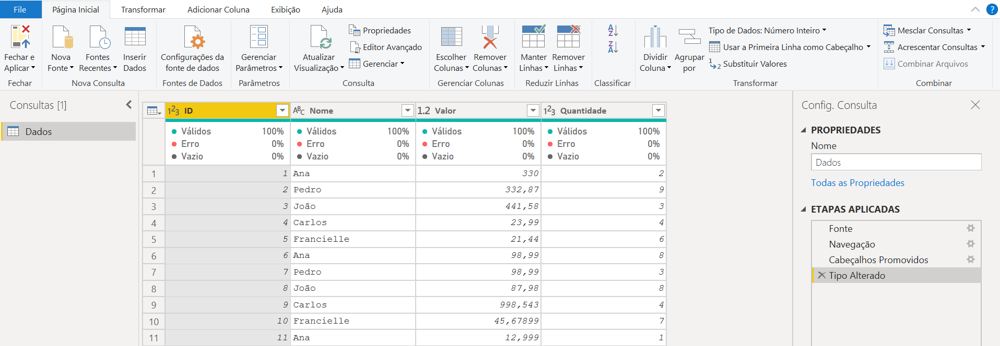 File Página Inicial Transformar Adicionar Coluna Exibição Ajuda
Fechar e Aplicar
Fechar
Nova Fonte
Fontes Recentes
Inserir Dados
Nova Consulta
Configurações da fonte de dados
Fontes de Dados
Gerenciar Parâmetros
Parâmetros
Atualizar Visualização
Propriedades
Editor Avançado
Gerenciar
Consulta
Escolher Colunas
Remover Colunas
Gerenciar Colunas
Manter Linhas
Remover Linhas
Reduzir Linhas
A Z
Z A
Classificar
Dividir Coluna
Agrupar por
Tipo de Dados: Número Inteiro
Usar a Primeira Linha como Cabeçalho
1 2 Substituir Valores
Transformar
Mesclar Consultas
Acrescentar Consultas
Combinar Arquivos
Combinar
?
Consultas [1]
Dados
123 ID ABC Nome 1.2 Valor 123 Quantidade
Válidos 100% Válidos 100% Válidos 100% Válidos 100%
Erro 0% Erro 0% Erro 0% Erro 0%
Vazio 0% Vazio 0% Vazio 0% Vazio 0%
1 1 Ana 330 2
2 2 Pedro 332,87 9
3 3 João 441,58 3
4 4 Carlos 23,99 4
5 5 Francielle 21,44 6
6 6 Ana 98,99 8
7 7 Pedro 98,99 3
8 8 João 87,98 8
9 9 Carlos 998,543 4
10 10 Francielle 45,67899 7
11 11 Ana 12,999 1
Config. Consulta
PROPRIEDADES
Nome
Dados
Todas as Propriedades
ETAPAS APLICADAS
Fonte
Navegação
Cabeçalhos Promovidos
Tipo Alterado